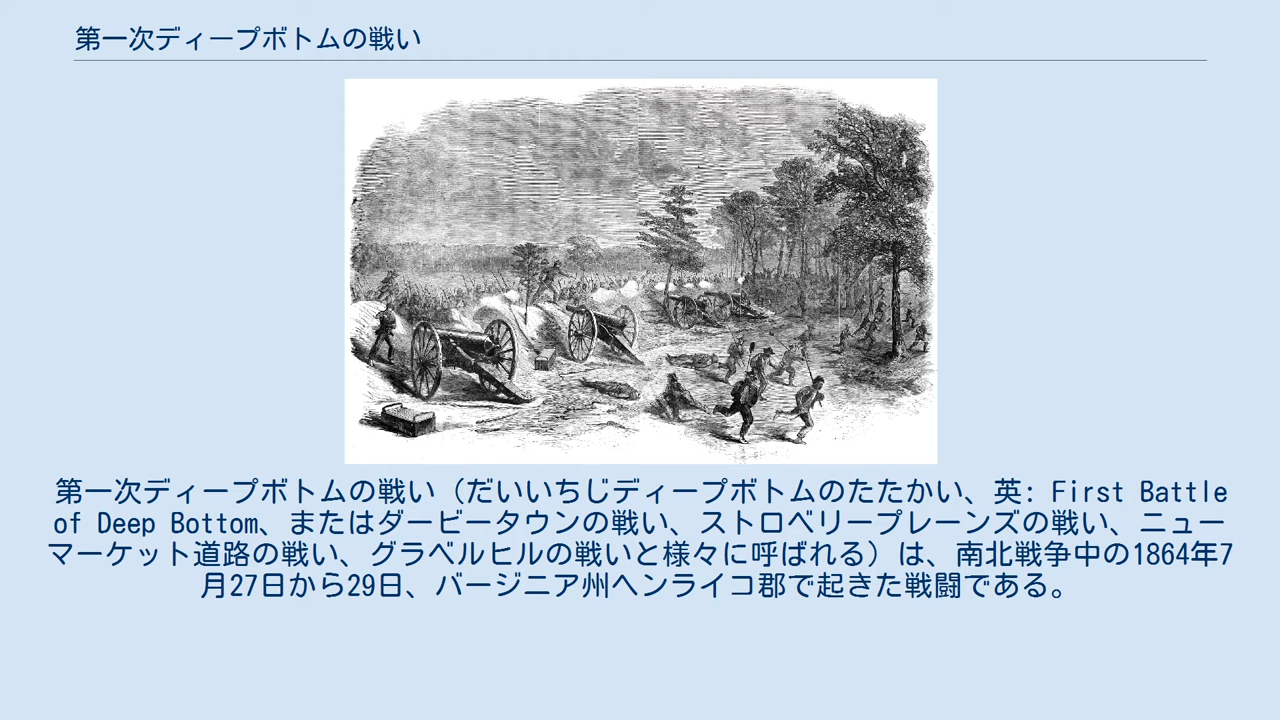 第一次ディープボトムの戦い
第一次ディープボトムの戦い（だいいちじディープボトムのたたかい、英: First Battle
of Deep Bottom、またはダービータウンの戦い、ストロベリープレーンズの戦い、ニュー
マーケット道路の戦い、グラベルヒルの戦いと様々に呼ばれる）は、南北戦争中の1864年7
月27日から29日、バージニア州ヘンライコ郡で起きた戦闘である。